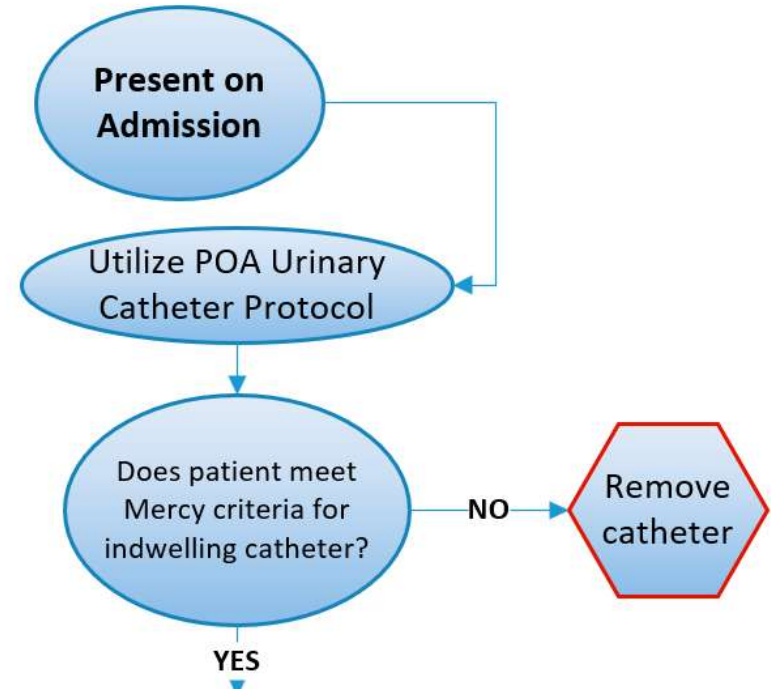 Present on
Admission
Utilize POA Urinary
Catheter Protocol
Does patient meet
Mercy criteria for
indwelling catheter?
NO
Remove
catheter
YES